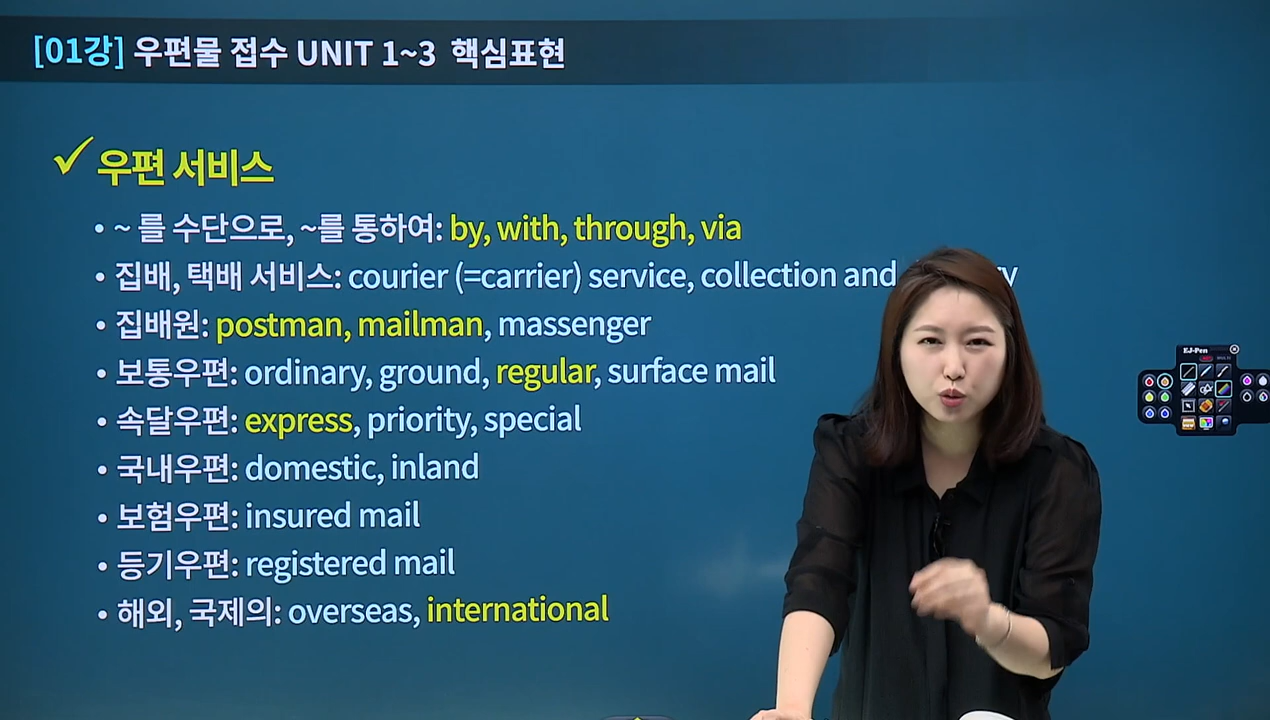 [01강] 우편물 접수 UNIT 1~3 핵심표현
우편 서비스
• ~ 를 수단으로, ~를 통하여: by, with, through, via
• 집배, 택배 서비스: courier (=carrier) service, collection and
• 집배원: postman, mailman, massenger
• 보통우편: ordinary, ground, regular, surface mail
• 속달우편: express, priority, special
• 국내우편: domestic, inland
• 보험우편: insured mail
• 등기우편: registered mail
• 해외, 국제의: overseas, international
EJ-Pen